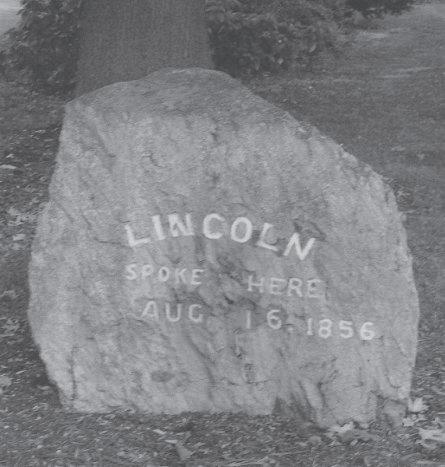 LINCOLN
SPOKE HERE
AUG 16. 1856